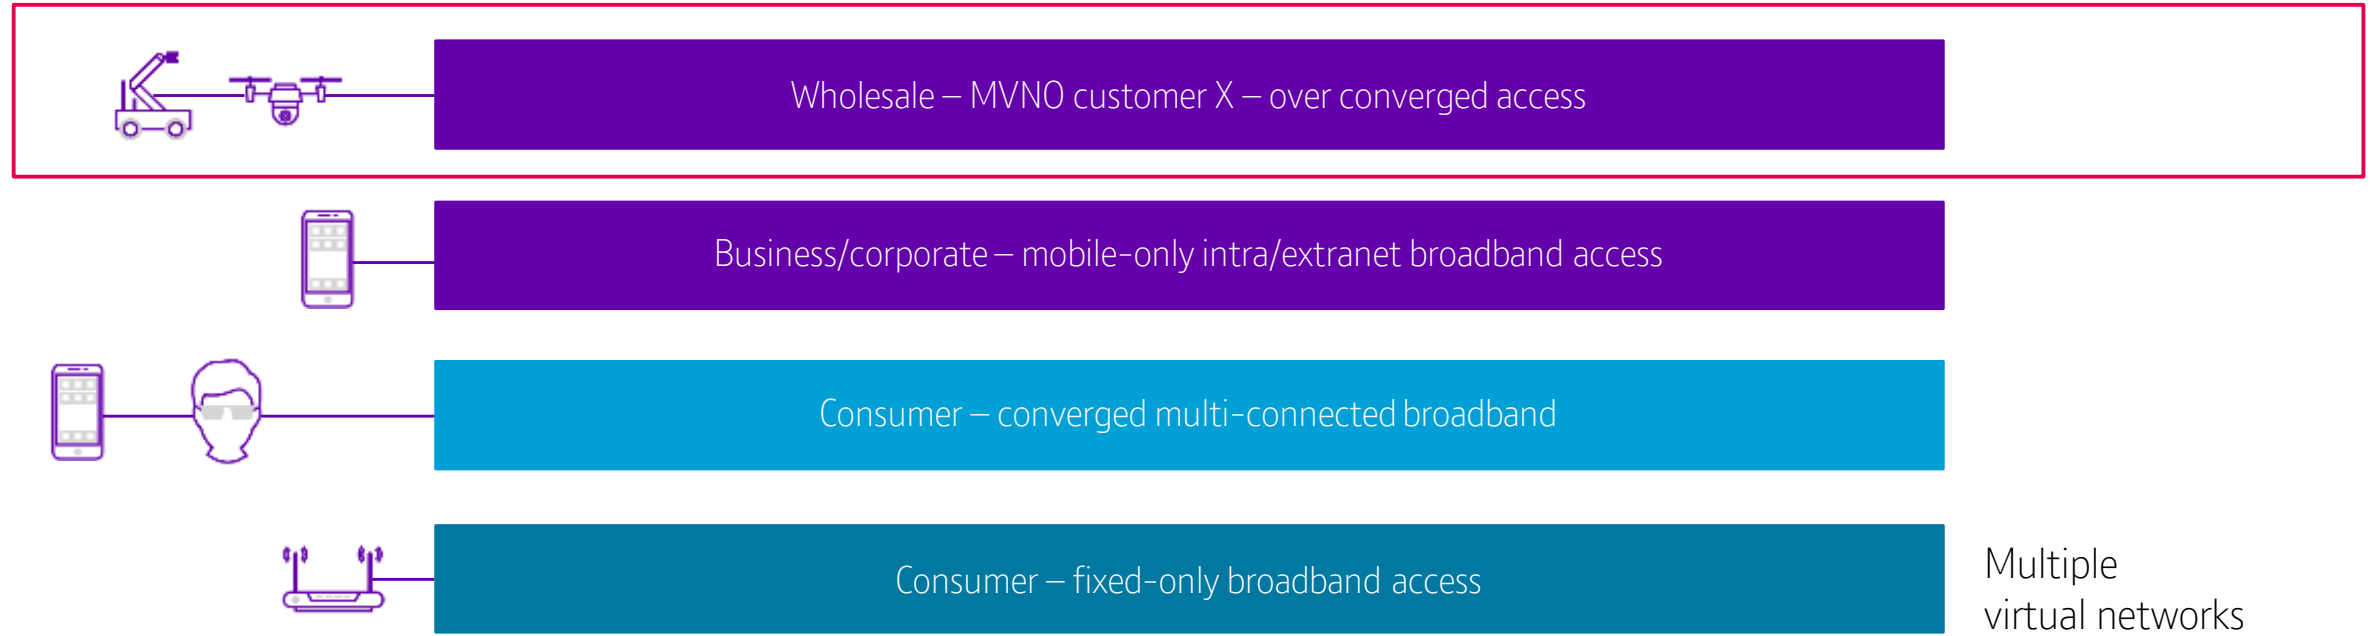 Wholesale – MVNO customer X – over converged access
Business/corporate – mobile-only intra/extranet broadband access
Consumer – converged multi-connected broadband
Consumer – fixed-only broadband access
Multiple
virtual networks